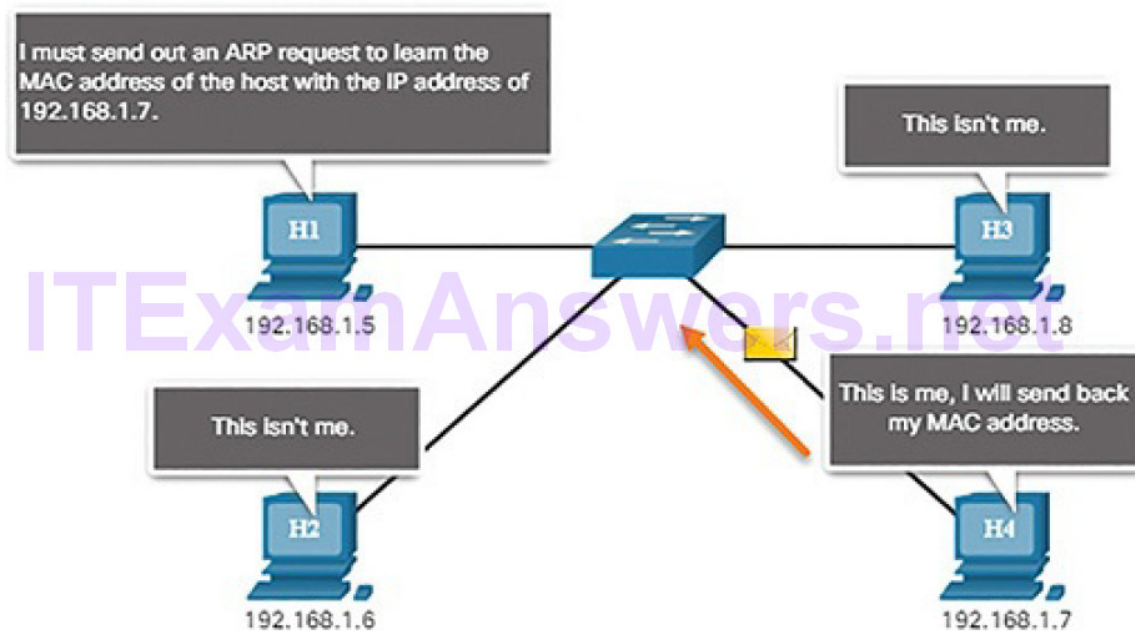 I must send out an ARP request to learn the
MAC address of the host with the IP address of
192.168.1.7.
This isn't me.
H1
H3
ITExamAnswers.net
192.168.1.5
192.168.1.8
This isn't me.
This is me, I will send back
my MAC address.
H2
H4
192.168.1.6
192.168.1.7